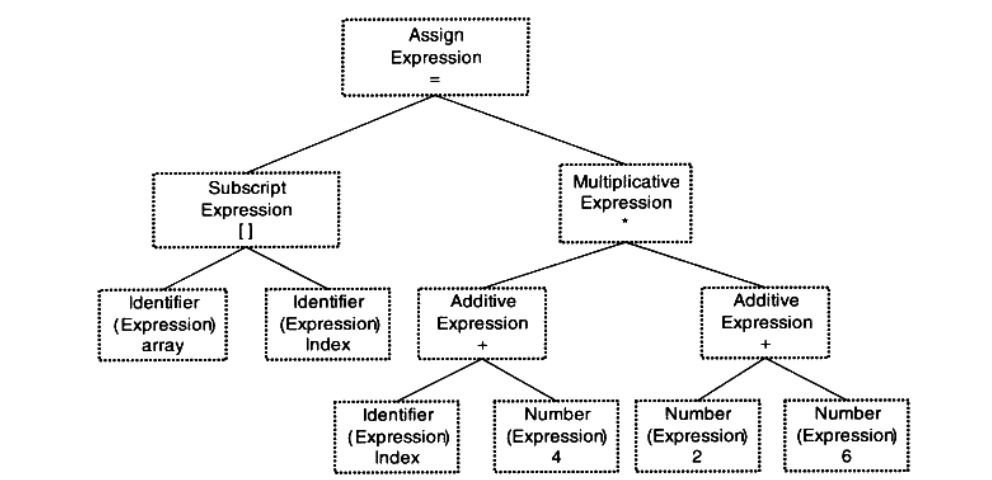 Assign
Expression
=
Subscript
Expression
[ ]
Multiplicative
Expression
*
Identifier
(Expression)
array
Identifier
(Expression)
Index
Additive
Expression
+
Additive
Expression
+
Identifier
(Expression)
Index
Number
(Expression)
4
Number
(Expression)
2
Number
(Expression)
6